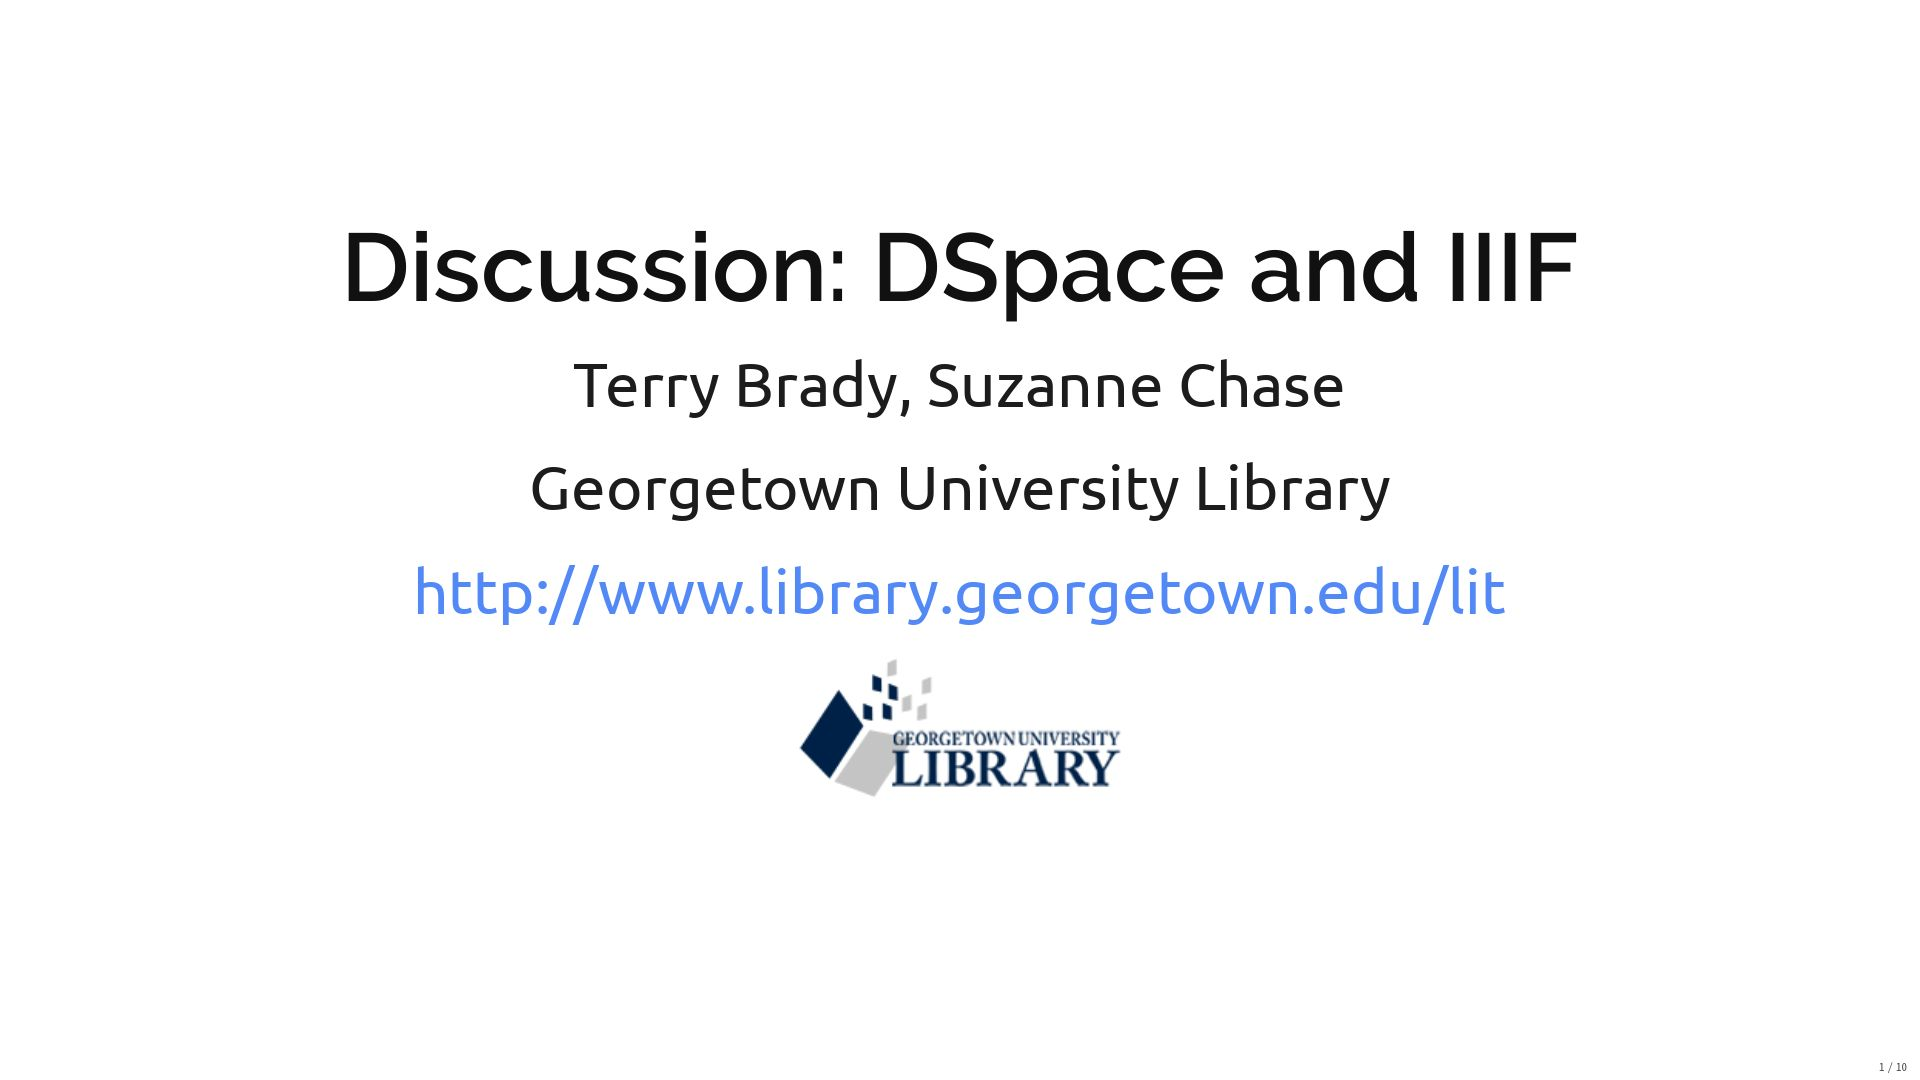 Discussion: DSpace and IIIF
Terry Brady, Suzanne Chase
Georgetown University Library
http://www.library.georgetown.edu/lit
GEORGETOWN UNIVERSITY
LIBRARY
1 / 10